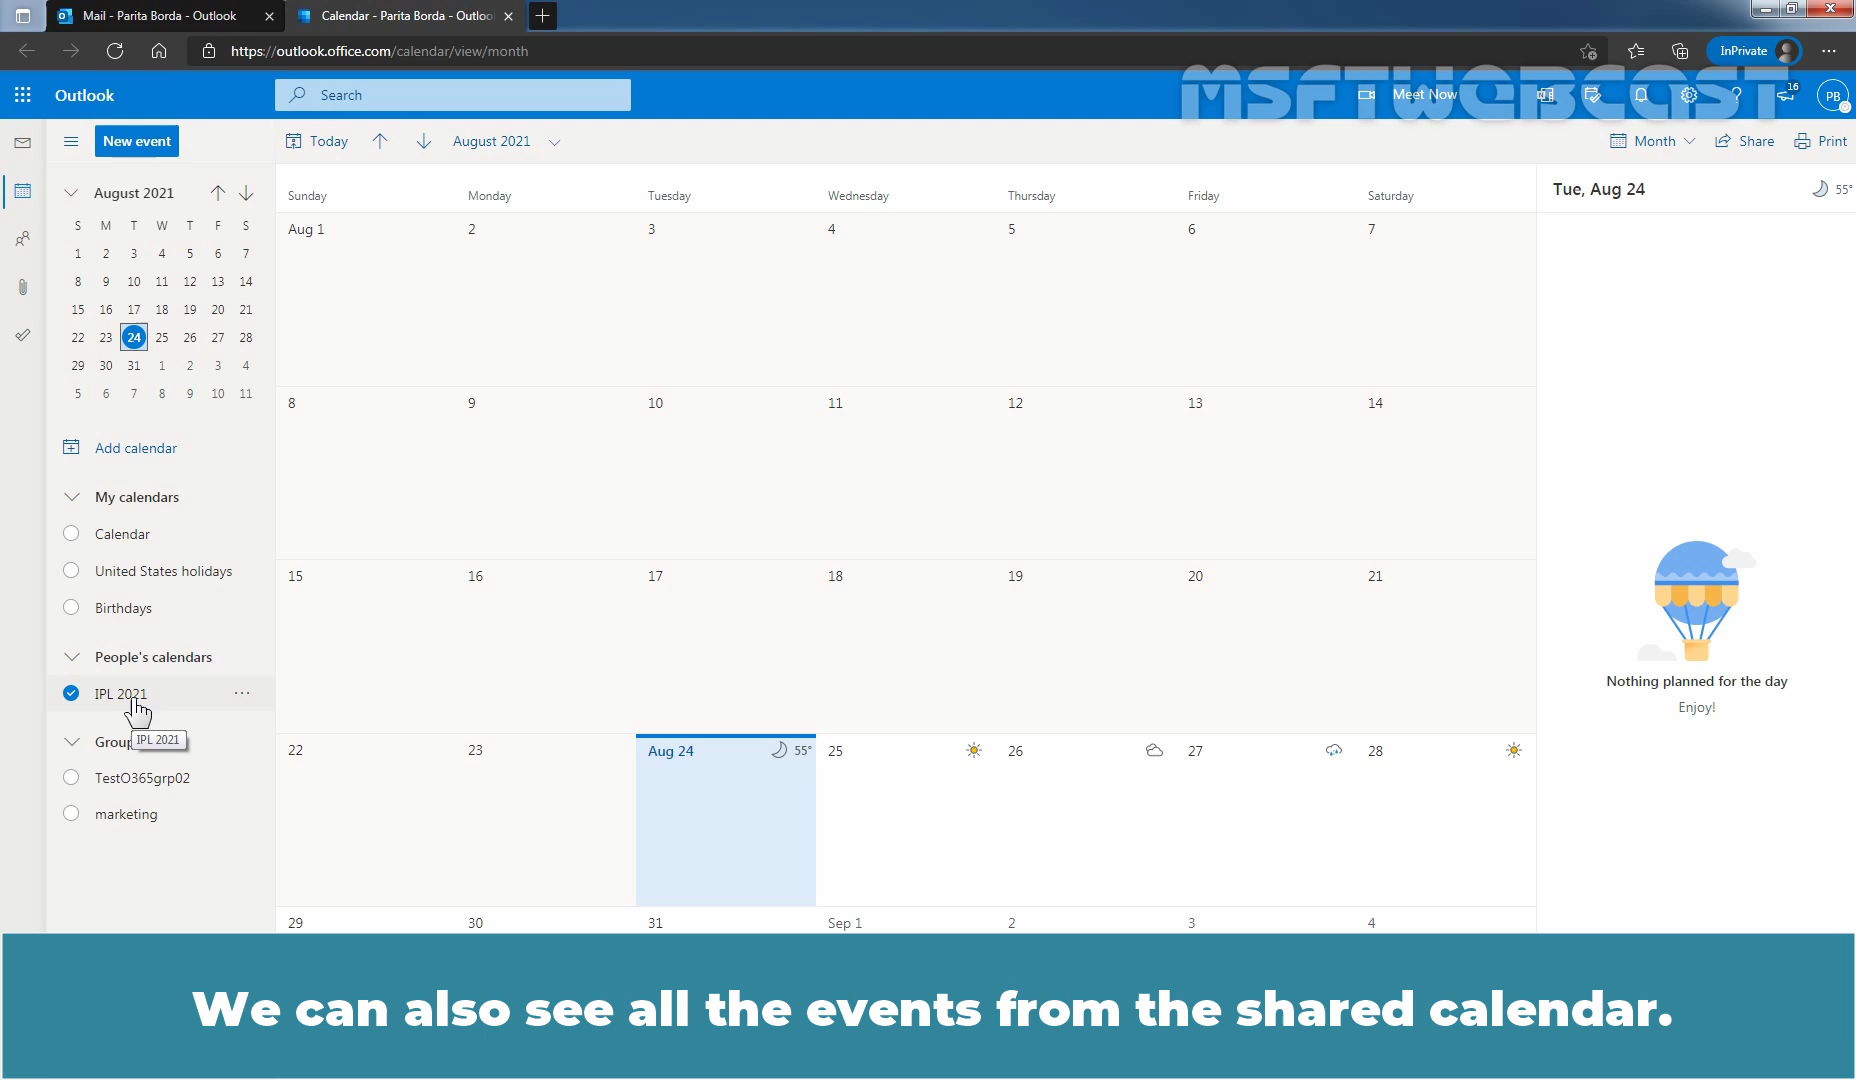 Mail - Parita Borda - Outlook
Calendar - Parita Borda - Outloo
https://outlook.office.com/calendar/view/month
InPrivate
MSFTWEBCAST
Outlook
Search
Meet Now
16
PB
New event
Today
August 2021
Month
Share
Print
August 2021
S M T W T F S
1 2 3 4 5 6 7
8 9 10 11 12 13 14
15 16 17 18 19 20 21
22 23 24 25 26 27 28
29 30 31 1 2 3 4
5 6 7 8 9 10 11
Add calendar
My calendars
Calendar
United States holidays
Birthdays
People's calendars
IPL 2021
Group
IPL 2021
TestO365grp02
marketing
Sunday Monday Tuesday Wednesday Thursday Friday Saturday
Aug 1 2 3 4 5 6 7
8 9 10 11 12 13 14
15 16 17 18 19 20 21
22 23 Aug 24 55° 25 26 27 28
29 30 31 Sep 1 2 3 4
Tue, Aug 24
55°
Nothing planned for the day
Enjoy!
We can also see all the events from the shared calendar.